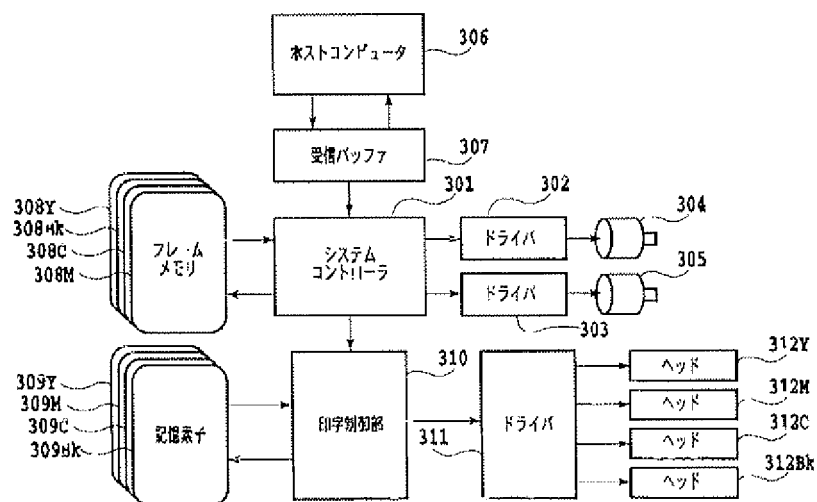 306
ホストコンピュータ
307
受信バッファ
301
302
304
308Y
308Bk
308C
308M
フレーム
メモリ
システム
コントローラ
ドライバ
305
ドライバ
303
310
312Y
ヘッド
309Y
309M
309C
309Bk
記憶素子
印字制御部
311
ドライバ
312M
ヘッド
312C
ヘッド
312Bk
ヘッド